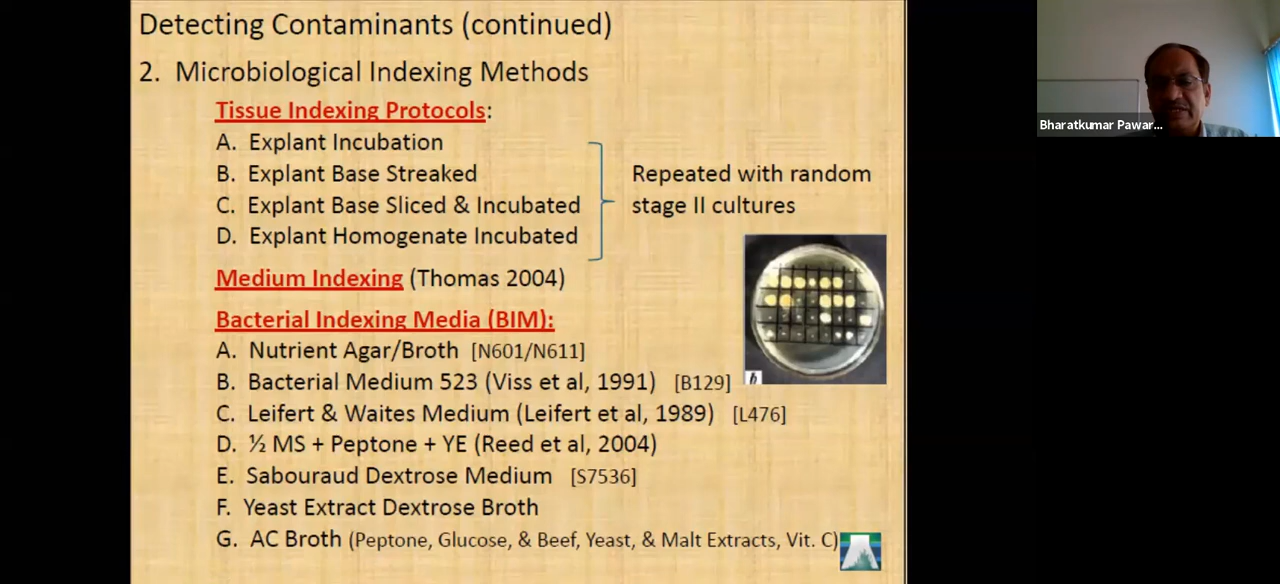 Detecting Contaminants (continued)
2. Microbiological Indexing Methods
Tissue Indexing Protocols:
A. Explant Incubation
B. Explant Base Streaked
C. Explant Base Sliced & Incubated
D. Explant Homogenate Incubated
Repeated with random
stage II cultures
Medium Indexing (Thomas 2004)
Bacterial Indexing Media (BIM):
A. Nutrient Agar/Broth [N601/N611]
B. Bacterial Medium 523 (Viss et al, 1991) [B129]
C. Leifert & Waites Medium (Leifert et al, 1989) [L476]
D. ½ MS + Peptone + YE (Reed et al, 2004)
E. Sabouraud Dextrose Medium [S7536]
F. Yeast Extract Dextrose Broth
G. AC Broth (Peptone, Glucose, & Beef, Yeast, & Malt Extracts, Vit. C)
b
Bharatkumar Pawar...